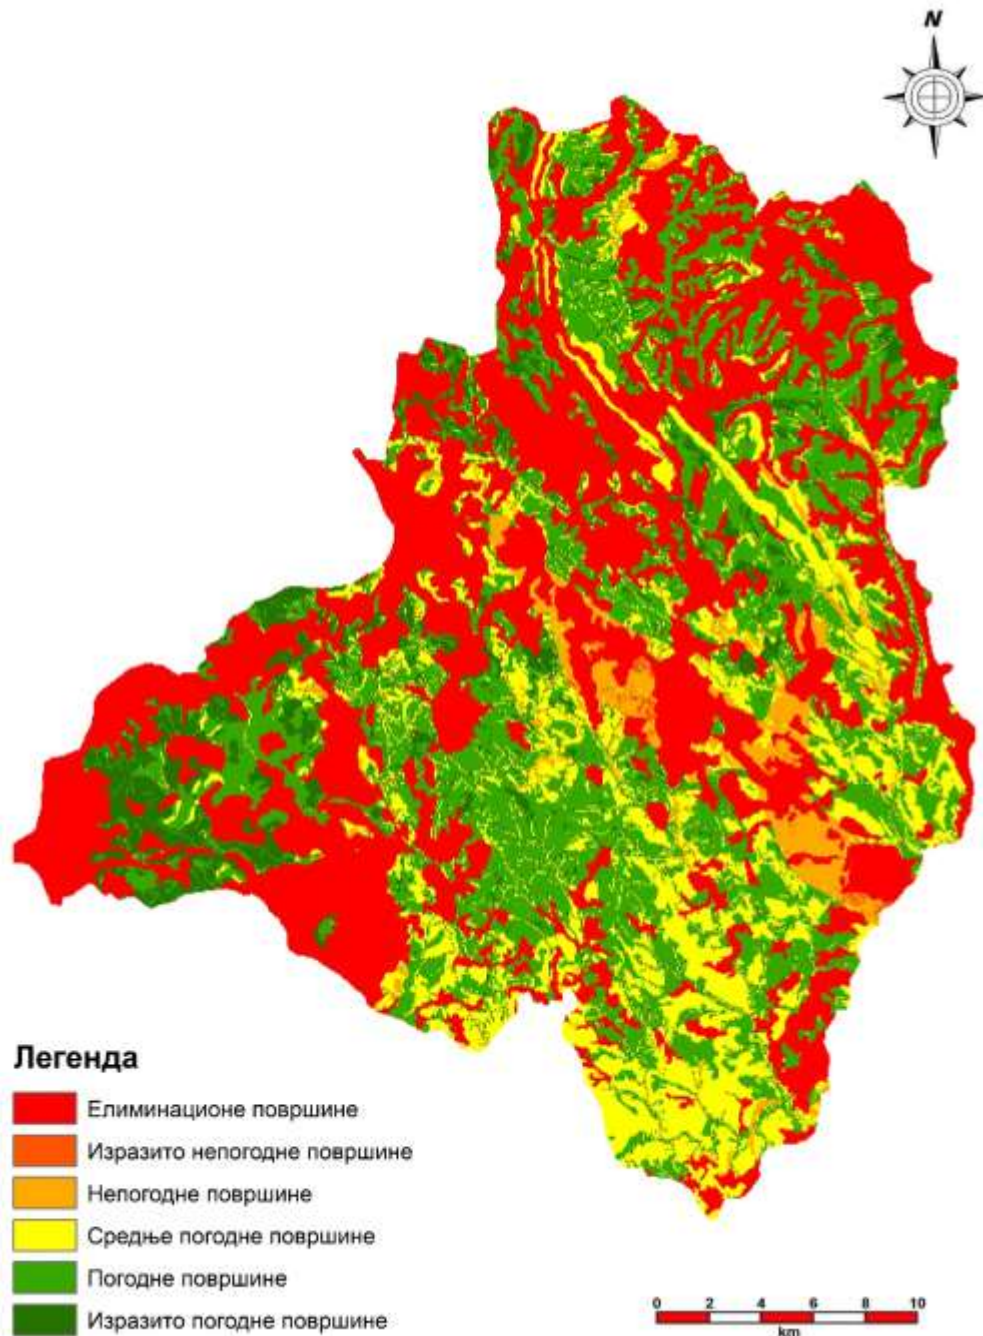 N
Легенда
Елиминационе површине
Изразито непогодне површине
Непогодне површине
Средње погодне површине
Погодне површине
Изразито погодне површине
0 2 4 6 8 10
km